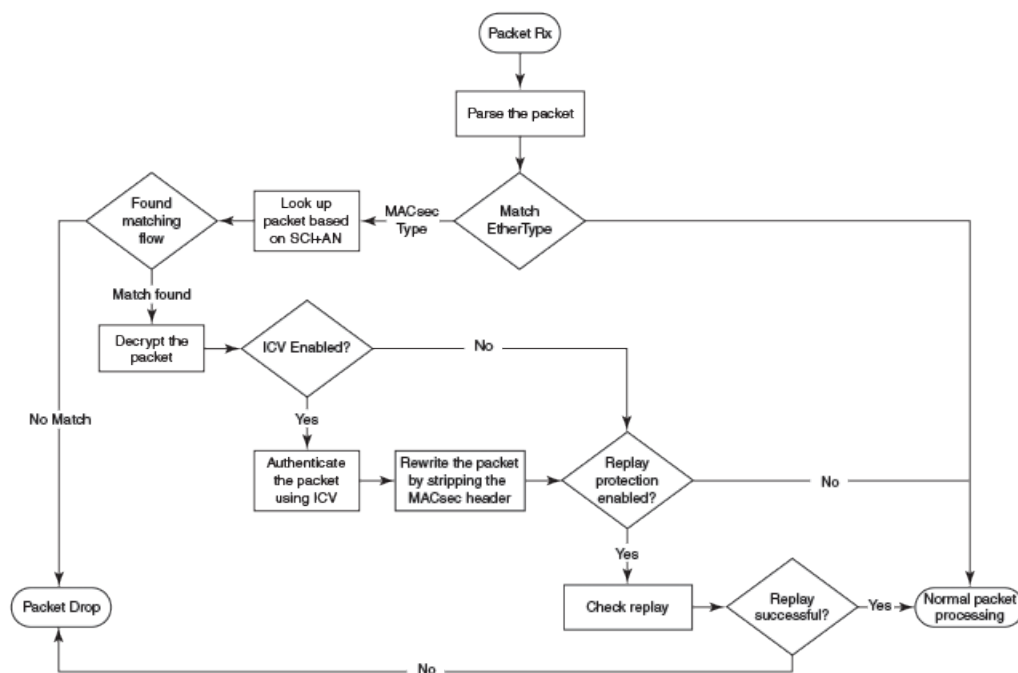 Packet Rx
Parse the packet
Match
EtherType
MACsec
Type
Look up
packet based
on SCI+AN
Found
matching
flow
Match found
No Match
Decrypt the
packet
ICV Enabled?
No
Yes
Authenticate
the packet
using ICV
Rewrite the packet
by stripping the
MACsec header
Replay
protection
enabled?
No
Yes
Check replay
Replay
successful?
Yes
Normal packet
processing
Packet Drop
No